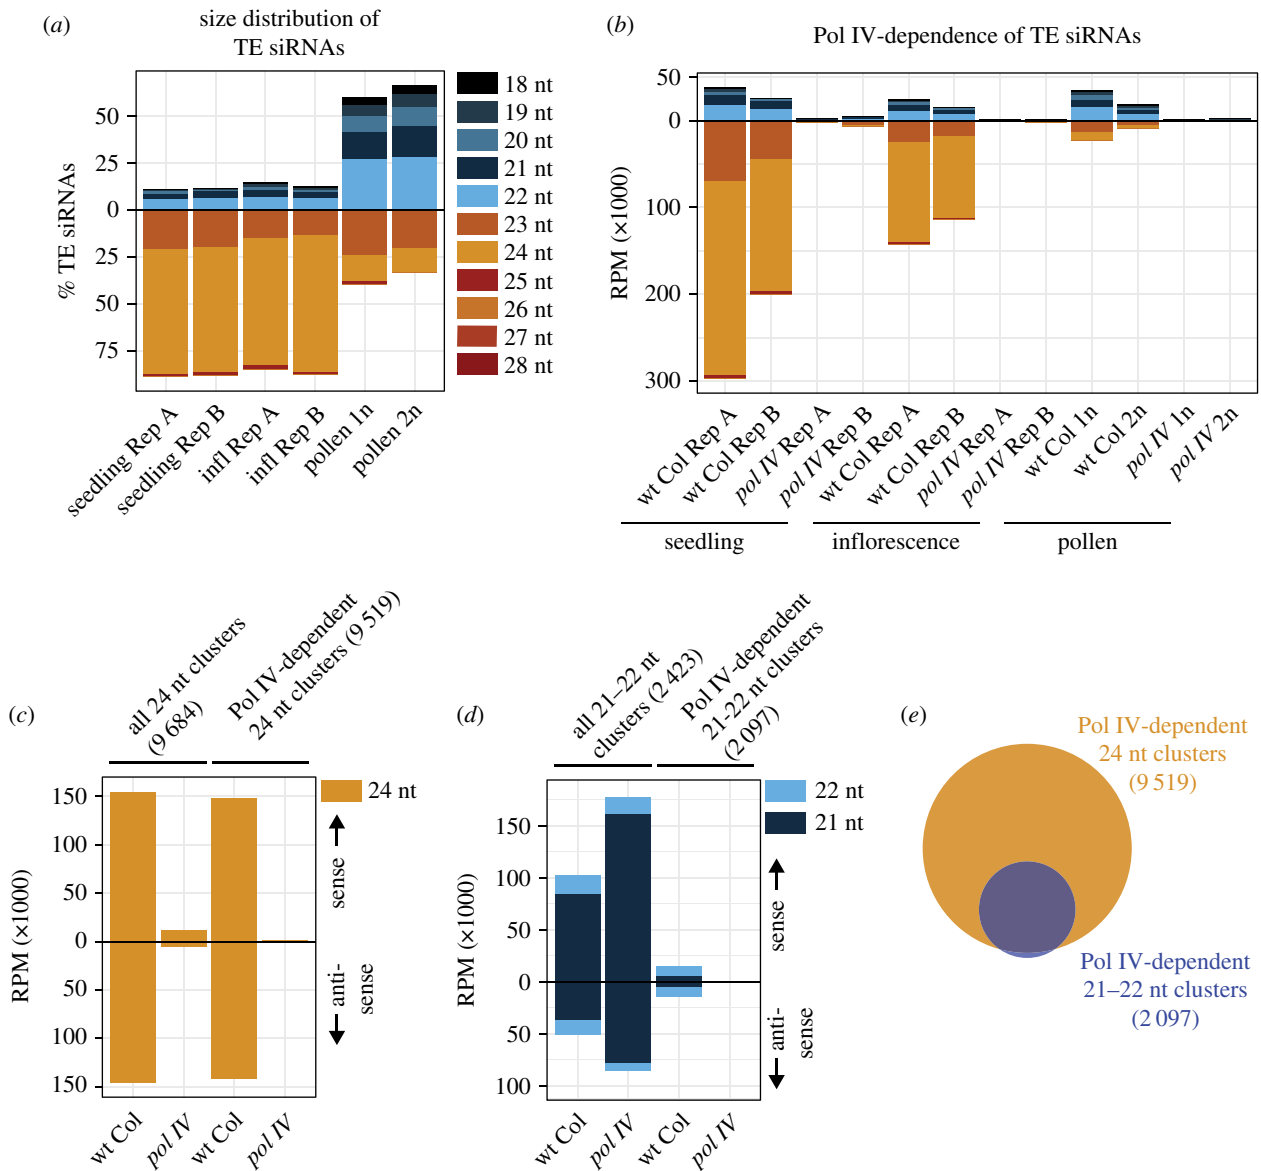 (a)
size distribution of
TE siRNAs
% TE siRNAs
50
25
0
25
50
75
seedling Rep A
seedling Rep B
infl Rep A
infl Rep B
pollen 1n
pollen 2n
18 nt
19 nt
20 nt
21 nt
22 nt
23 nt
24 nt
25 nt
26 nt
27 nt
28 nt
(b)
Pol IV-dependence of TE siRNAs
RPM (×1000)
50
0
100
200
300
wt Col Rep A
wt Col Rep B
pol IV Rep A
pol IV Rep B
wt Col Rep A
wt Col Rep B
pol IV Rep A
pol IV Rep B
wt Col 1n
wt Col 2n
pol IV 1n
pol IV 2n
seedling
inflorescence
pollen
(c)
all 24 nt clusters
(9 684)
Pol IV-dependent
24 nt clusters (9 519)
RPM (×1000)
150
100
50
0
50
100
150
wt Col
pol IV
wt Col
pol IV
24 nt
sense
anti-
sense
(d)
all 21–22 nt
clusters (2 423)
Pol IV-dependent
21-22 nt clusters
(2 097)
RPM (×1000)
150
100
50
0
50
100
wt Col
pol IV
wt Col
pol IV
22 nt
21 nt
sense
anti-
sense
(e)
Pol IV-dependent
24 nt clusters
(9 519)
Pol IV-dependent
21–22 nt clusters
(2 097)